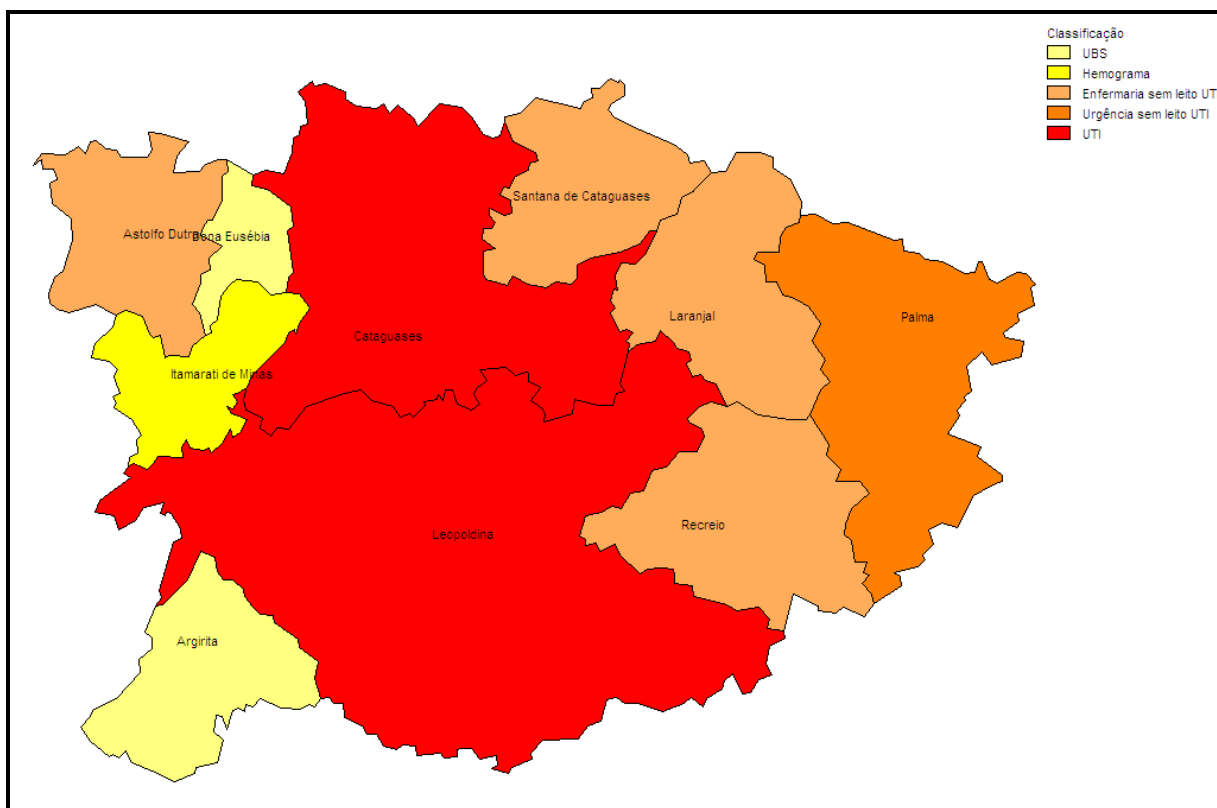 Classificação
UBS
Hemograma
Enfermaria sem leito UT
Urgência sem leito UTI
UTI
Santana de Cataguases
Astolfo Dutra
Dona Eusébia
Laranjal
Palma
Cataguases
Itamarati de Minas
Recreio
Leopoldina
Argirita